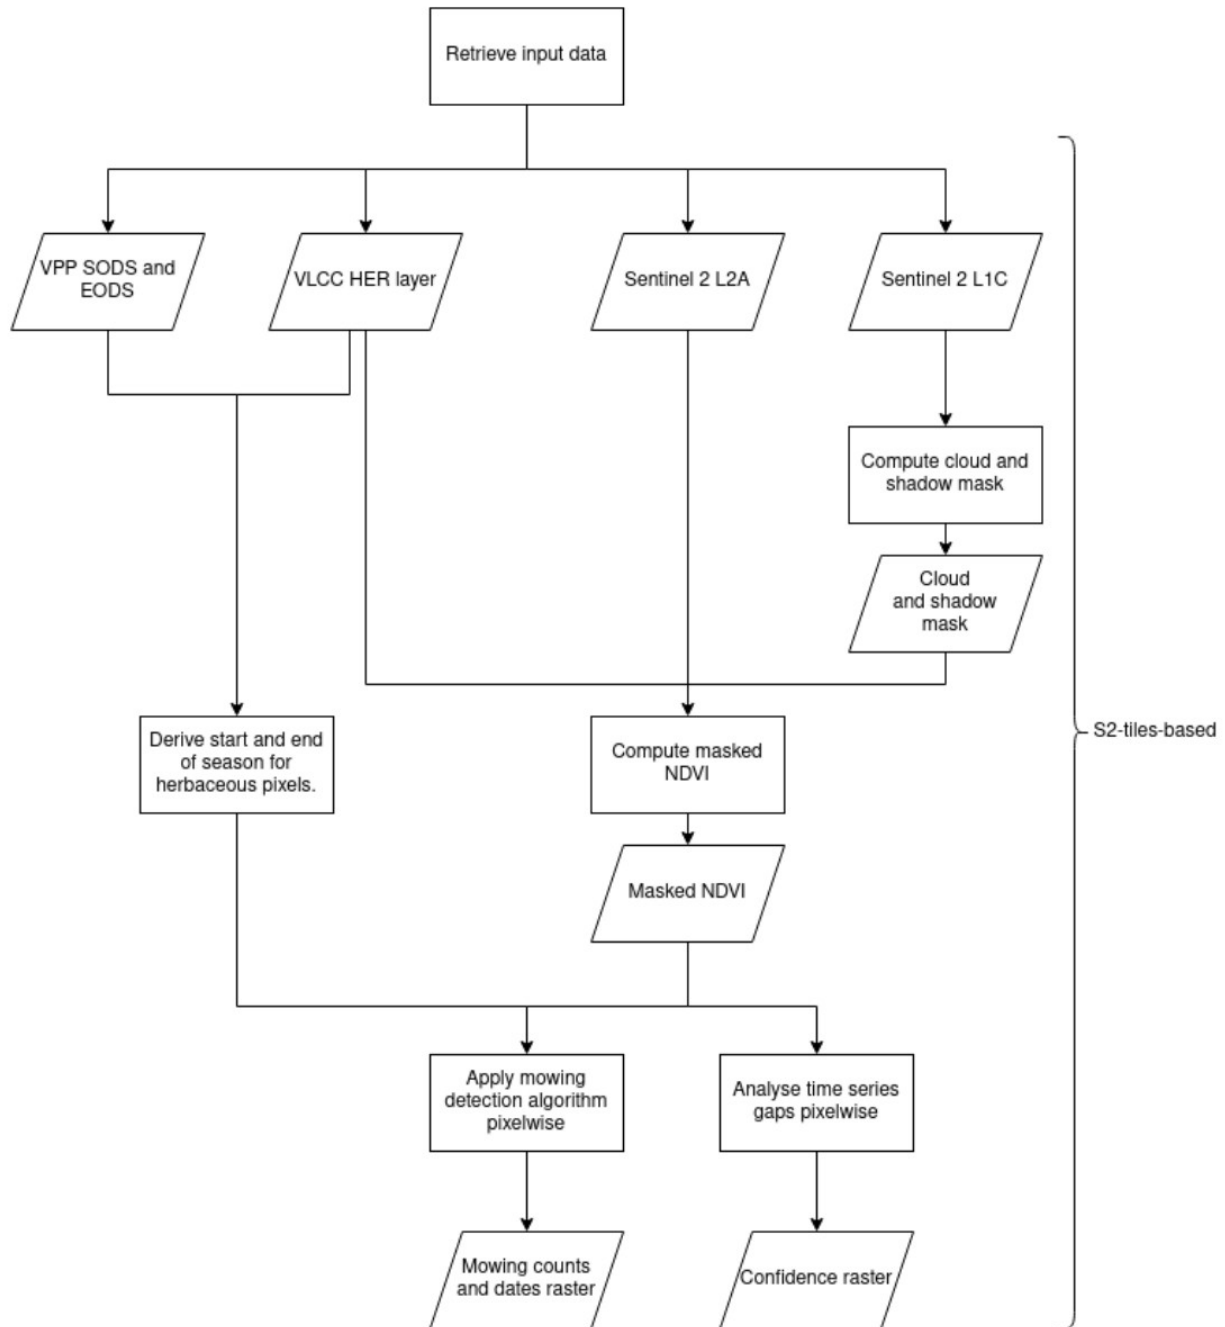 Retrieve input data
VPP SODS and
EODS
VLCC HER layer
Sentinel 2 L2A
Sentinel 2 L1C
Compute cloud and
shadow mask
Cloud
and shadow
mask
S2-tiles-based
Derive start and end
of season for
herbaceous pixels.
Compute masked
NDVI
Masked NDVI
Apply mowing
detection algorithm
pixelwise
Analyse time series
gaps pixelwise
Mowing counts
and dates raster
Confidence raster